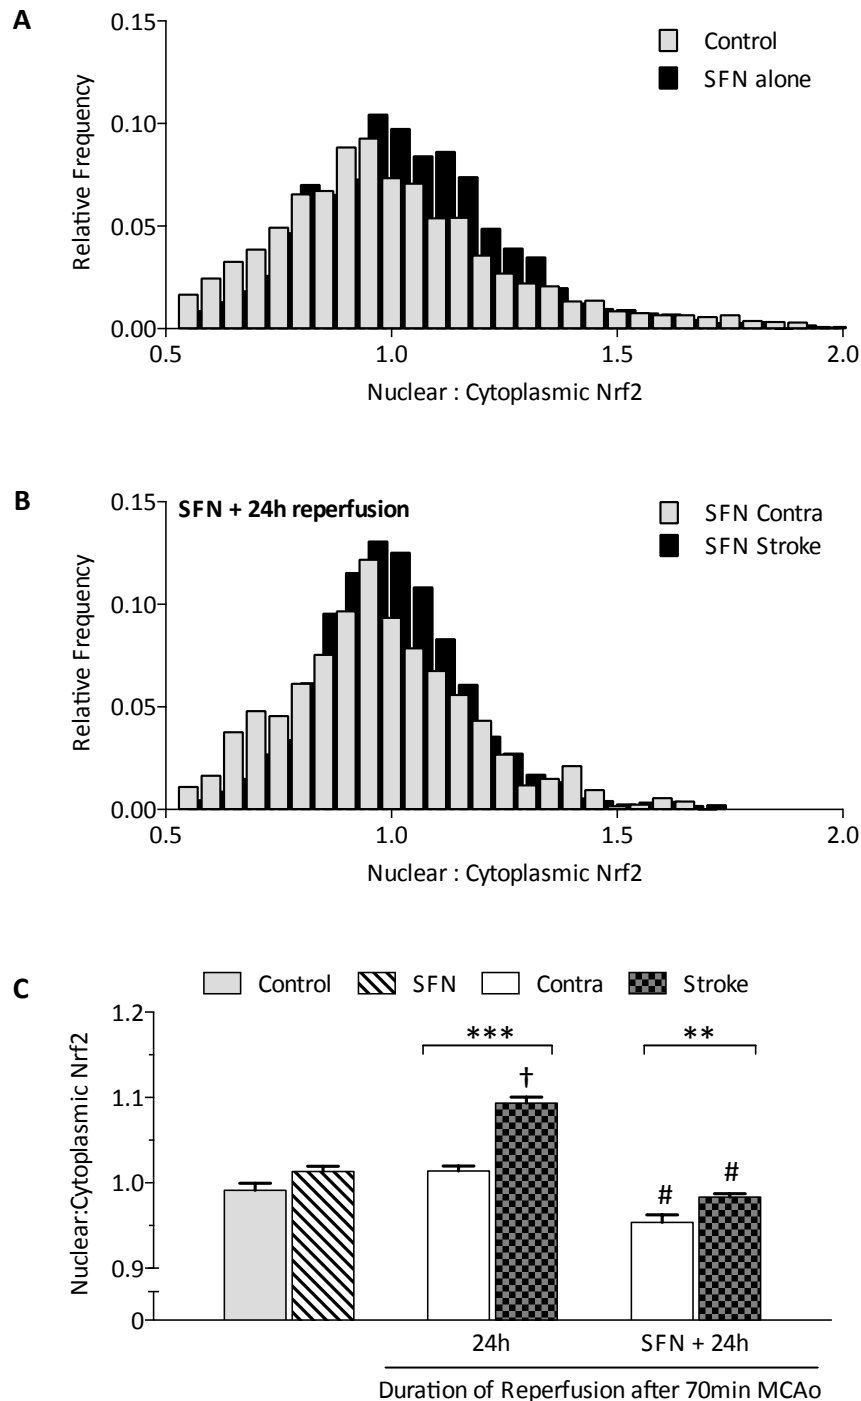 A
0.15
0.10
0.05
0.00
Relative Frequency
Control
SFN alone
0.5
1.0
1.5
2.0
Nuclear : Cytoplasmic Nrf2
B
0.15
0.10
0.05
0.00
Relative Frequency
SFN + 24h reperfusion
SFN Contra
SFN Stroke
0.5
1.0
1.5
2.0
Nuclear : Cytoplasmic Nrf2
C
Control
SFN
Contra
Stroke
1.2
1.1
1.0
0.9
0
Nuclear:Cytoplasmic Nrf2
***
**
†
#
#
24h
SFN + 24h
Duration of Reperfusion after 70min MCAo